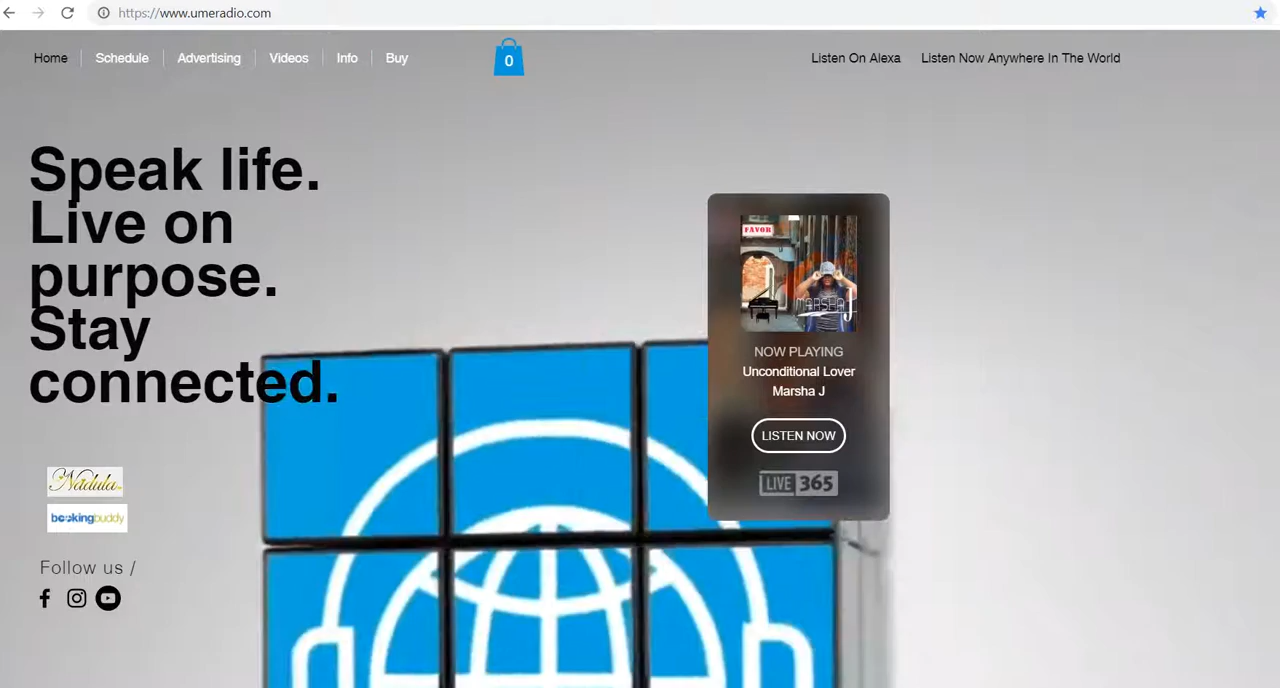 https://www.umeradio.com
Home
Schedule
Advertising
Videos
Info
Buy
0
Listen On Alexa
Listen Now Anywhere In The World
Speak life.
Live on
purpose.
Stay
connected.
FAVOR
MARSHA J
NOW PLAYING
Unconditional Lover
Marsha J
LISTEN NOW
LIVE 365
Nadula
bookingbuddy
Follow us /